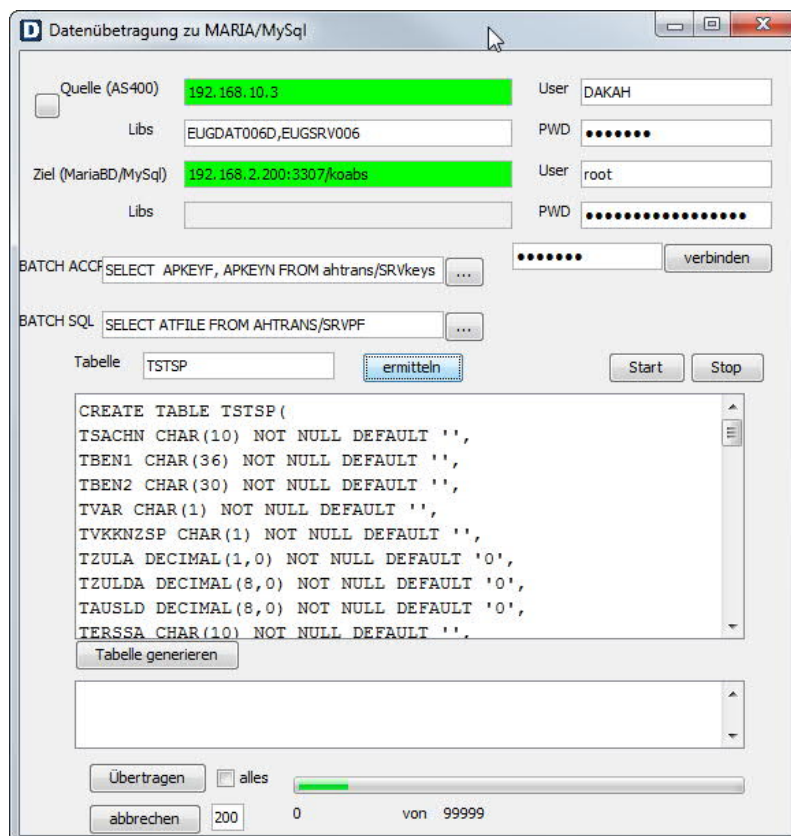 D Datenübetragung zu MARIA/MySql
Quelle (AS400) 192.168.10.3 User DAKAH
Libs EUGDAT006D,EUGSRV006 PWD •••••••
Ziel (MariaBD/MySql) 192.168.2.200:3307/koabs User root
Libs PWD •••••••••••••••••
••••••• verbinden
BATCH ACCP SELECT APKEYF, APKEYN FROM ahtrans/SRVkeys ...
BATCH SQL SELECT ATFILE FROM AHTRANS/SRVPF ...
Tabelle TSTSP ermitteln Start Stop
CREATE TABLE TSTSP(
TSACHN CHAR(10) NOT NULL DEFAULT '',
TBEN1 CHAR(36) NOT NULL DEFAULT '',
TBEN2 CHAR(30) NOT NULL DEFAULT '',
TVAR CHAR(1) NOT NULL DEFAULT '',
TVKKNZSP CHAR(1) NOT NULL DEFAULT '',
TZULA DECIMAL(1,0) NOT NULL DEFAULT '0',
TZULDA DECIMAL(8,0) NOT NULL DEFAULT '0',
TAUSLD DECIMAL(8,0) NOT NULL DEFAULT '0',
TERSSA CHAR(10) NOT NULL DEFAULT '',
Tabelle generieren
Übertragen alles
abbrechen 200 0 von 99999